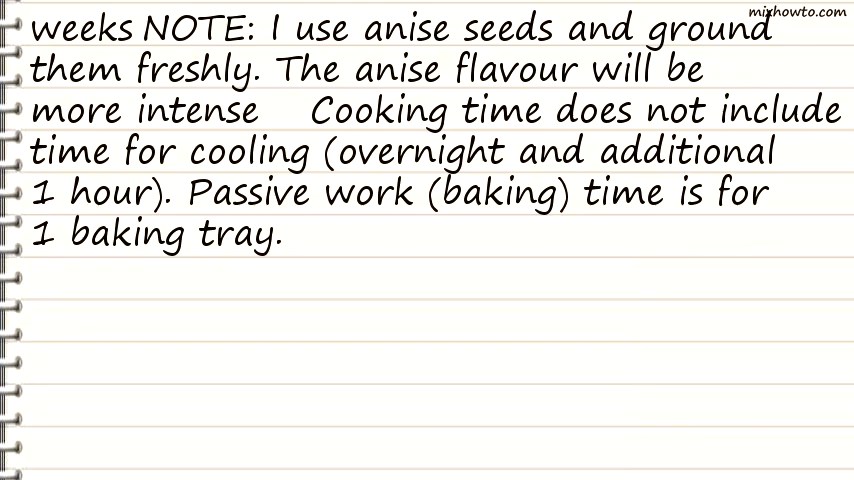 mixhowto.com
weeks NOTE: I use anise seeds and ground
them freshly. The anise flavour will be
more intense Cooking time does not include
time for cooling (overnight and additional
1 hour). Passive work (baking) time is for
1 baking tray.